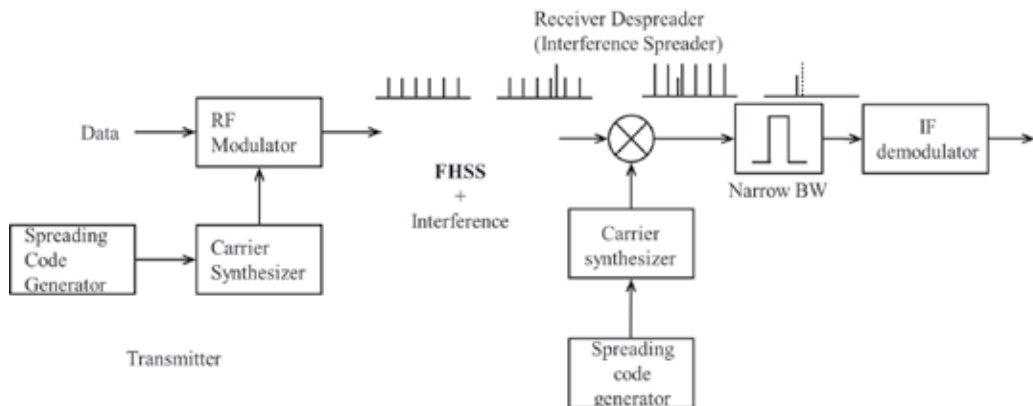 Receiver Despreader
(Interference Spreader)
Data
RF
Modulator
FHSS
+
Interference
IF
demodulator
Narrow BW
Spreading
Code
Generator
Carrier
Synthesizer
Carrier
synthesizer
Transmitter
Spreading
code
generator